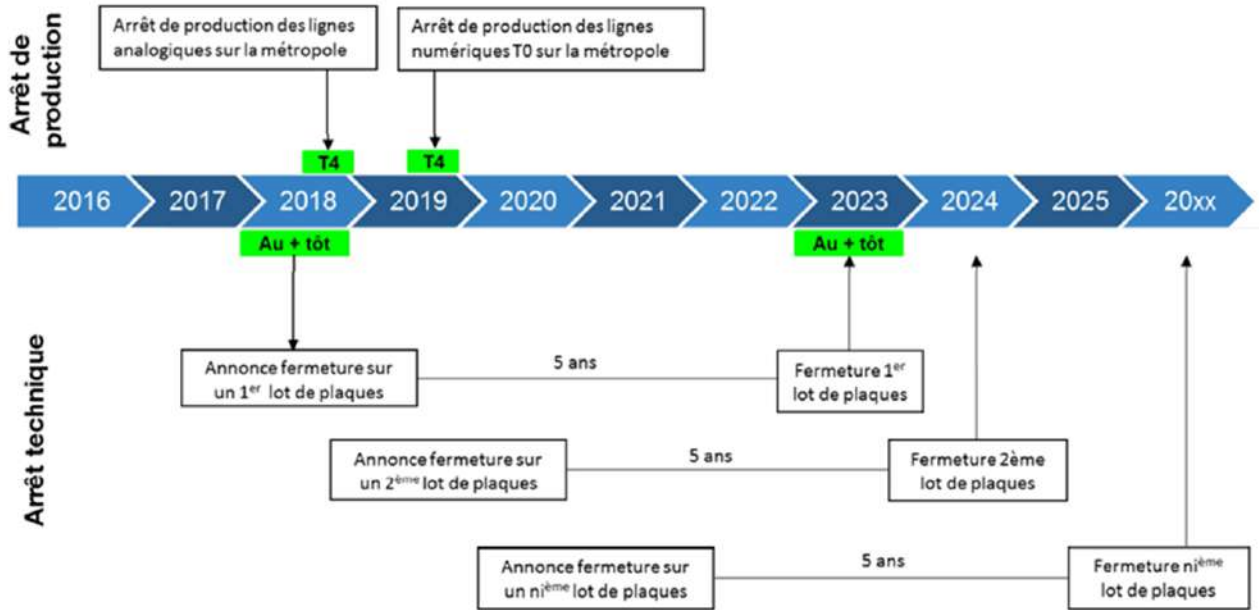 Arrêt de production des lignes
analogiques sur la métropole
Arrêt de production des lignes
numériques T0 sur la métropole
Arrêt de
production
T4
T4
2016
2017
2018
2019
2020
2021
2022
2023
2024
2025
20xx
Au + tôt
Au + tôt
Arrêt technique
Annonce fermeture sur
un 1er lot de plaques
5 ans
Fermeture 1er
lot de plaques
Annonce fermeture sur
un 2ème lot de plaques
5 ans
Fermeture 2ème
lot de plaques
Annonce fermeture sur
un nième lot de plaques
5 ans
Fermeture nième
lot de plaques